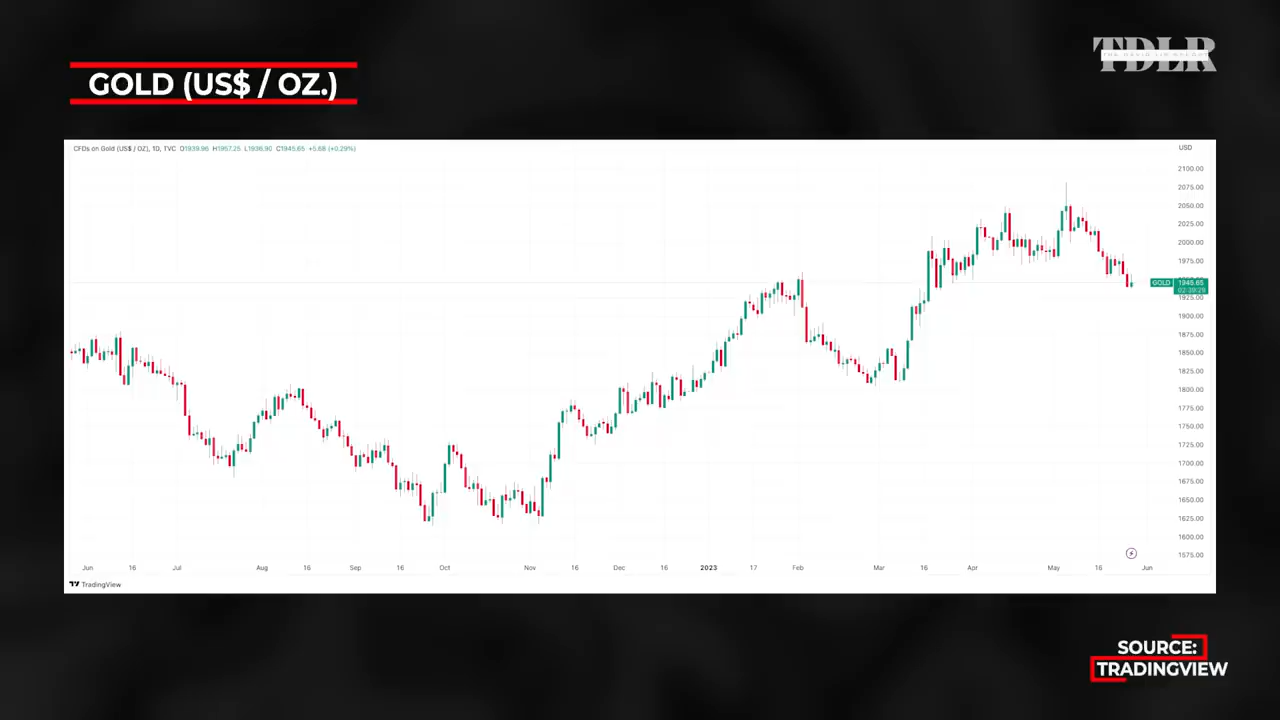 TDLR
GOLD (US$ / OZ.)
CFDs on Gold (US$ / OZ), 1D, TVC O1939.96 H1957.25 L1936.90 C1945.65 +5.68 (+0.29%)
USD
2100.00
2075.00
2050.00
2025.00
2000.00
1975.00
GOLD 1945.65
02:39:29
1925.00
1900.00
1875.00
1850.00
1825.00
1800.00
1775.00
1750.00
1725.00
1700.00
1675.00
1650.00
1625.00
1600.00
1575.00
Jun 16 Jul Aug 16 Sep 16 Oct Nov 16 Dec 16 2023 17 Feb Mar 16 Apr May 16 Jun
TradingView
SOURCE:
TRADINGVIEW